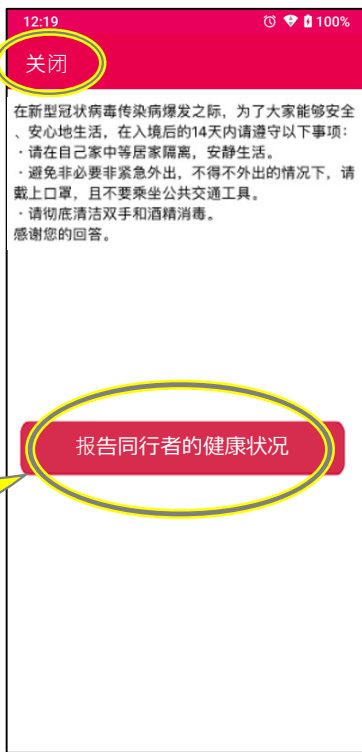 12:19 100%
关闭
在新型冠状病毒传染病爆发之际，为了大家能够安全
、安心地生活，在入境后的14天内请遵守以下事项：
・请在自己家中等居家隔离，安静生活。
・避免非必要非紧急外出，不得不外出的情况下，请
戴上口罩，且不要乘坐公共交通工具。
・请彻底清洁双手和酒精消毒。
感谢您的回答。
报告同行者的健康状况